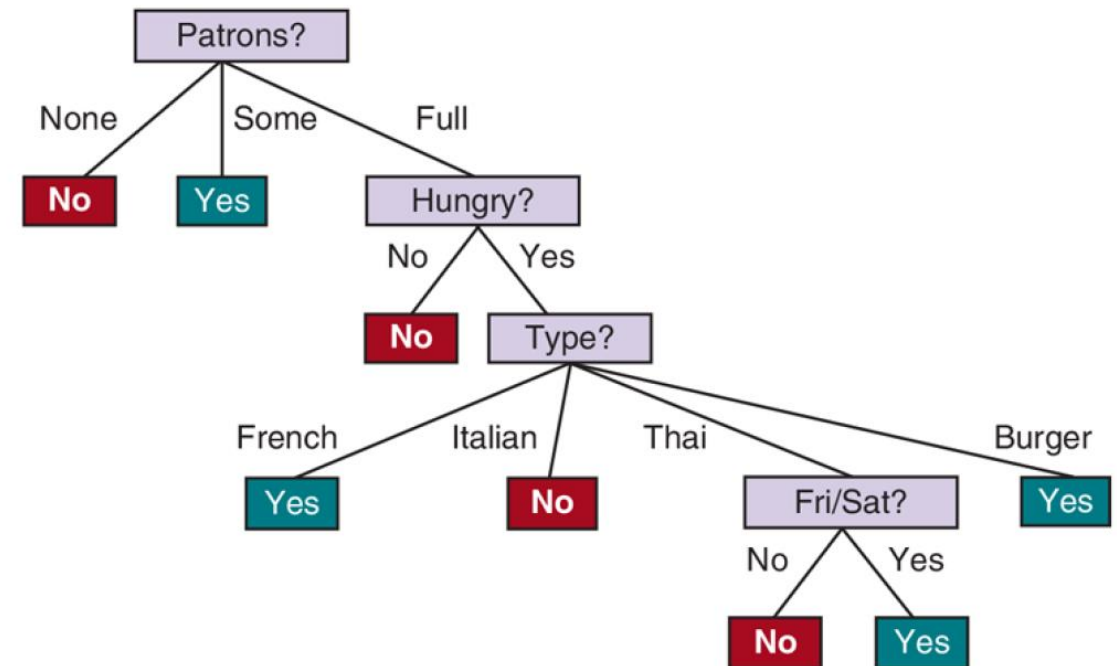 Patrons?
None Some Full
No Yes Hungry?
No Yes
No Type?
French Italian Thai Burger
Yes No Fri/Sat? Yes
No Yes
No Yes